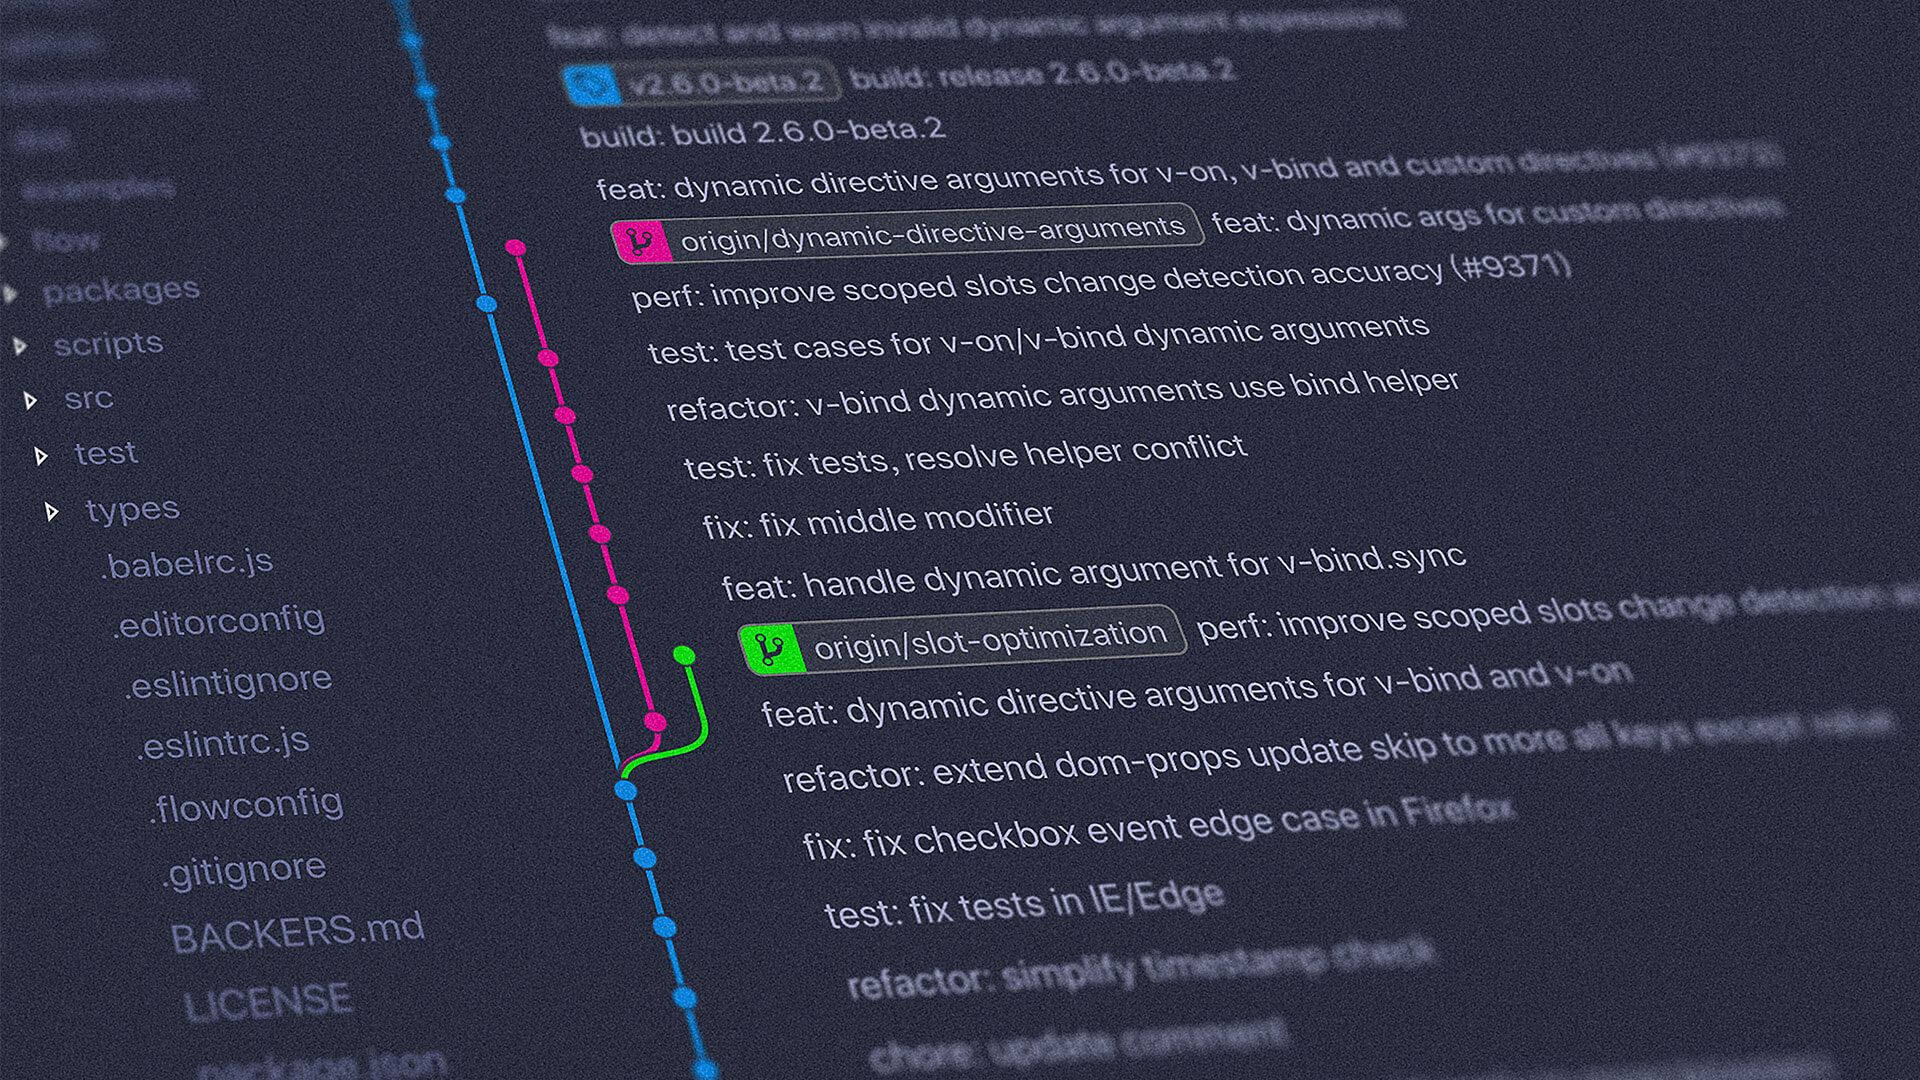 feat: detect and warn invalid dynamic argument expressions
v2.6.0-beta.2 build: release 2.6.0-beta.2
build: build 2.6.0-beta.2
feat: dynamic directive arguments for v-on, v-bind and custom directives (#9373)
origin/dynamic-directive-arguments feat: dynamic args for custom directives
perf: improve scoped slots change detection accuracy (#9371)
test: test cases for v-on/v-bind dynamic arguments
refactor: v-bind dynamic arguments use bind helper
test: fix tests, resolve helper conflict
fix: fix middle modifier
feat: handle dynamic argument for v-bind.sync
origin/slot-optimization perf: improve scoped slots change detection
feat: dynamic directive arguments for v-bind and v-on
refactor: extend dom-props update skip to more all keys except value
fix: fix checkbox event edge case in Firefox
test: fix tests in IE/Edge
refactor: simplify timestamp check
chore: update comment
examples
flow
packages
scripts
src
test
types
.babelrc.js
.editorconfig
.eslintignore
.eslintrc.js
.flowconfig
.gitignore
BACKERS.md
LICENSE
package.json